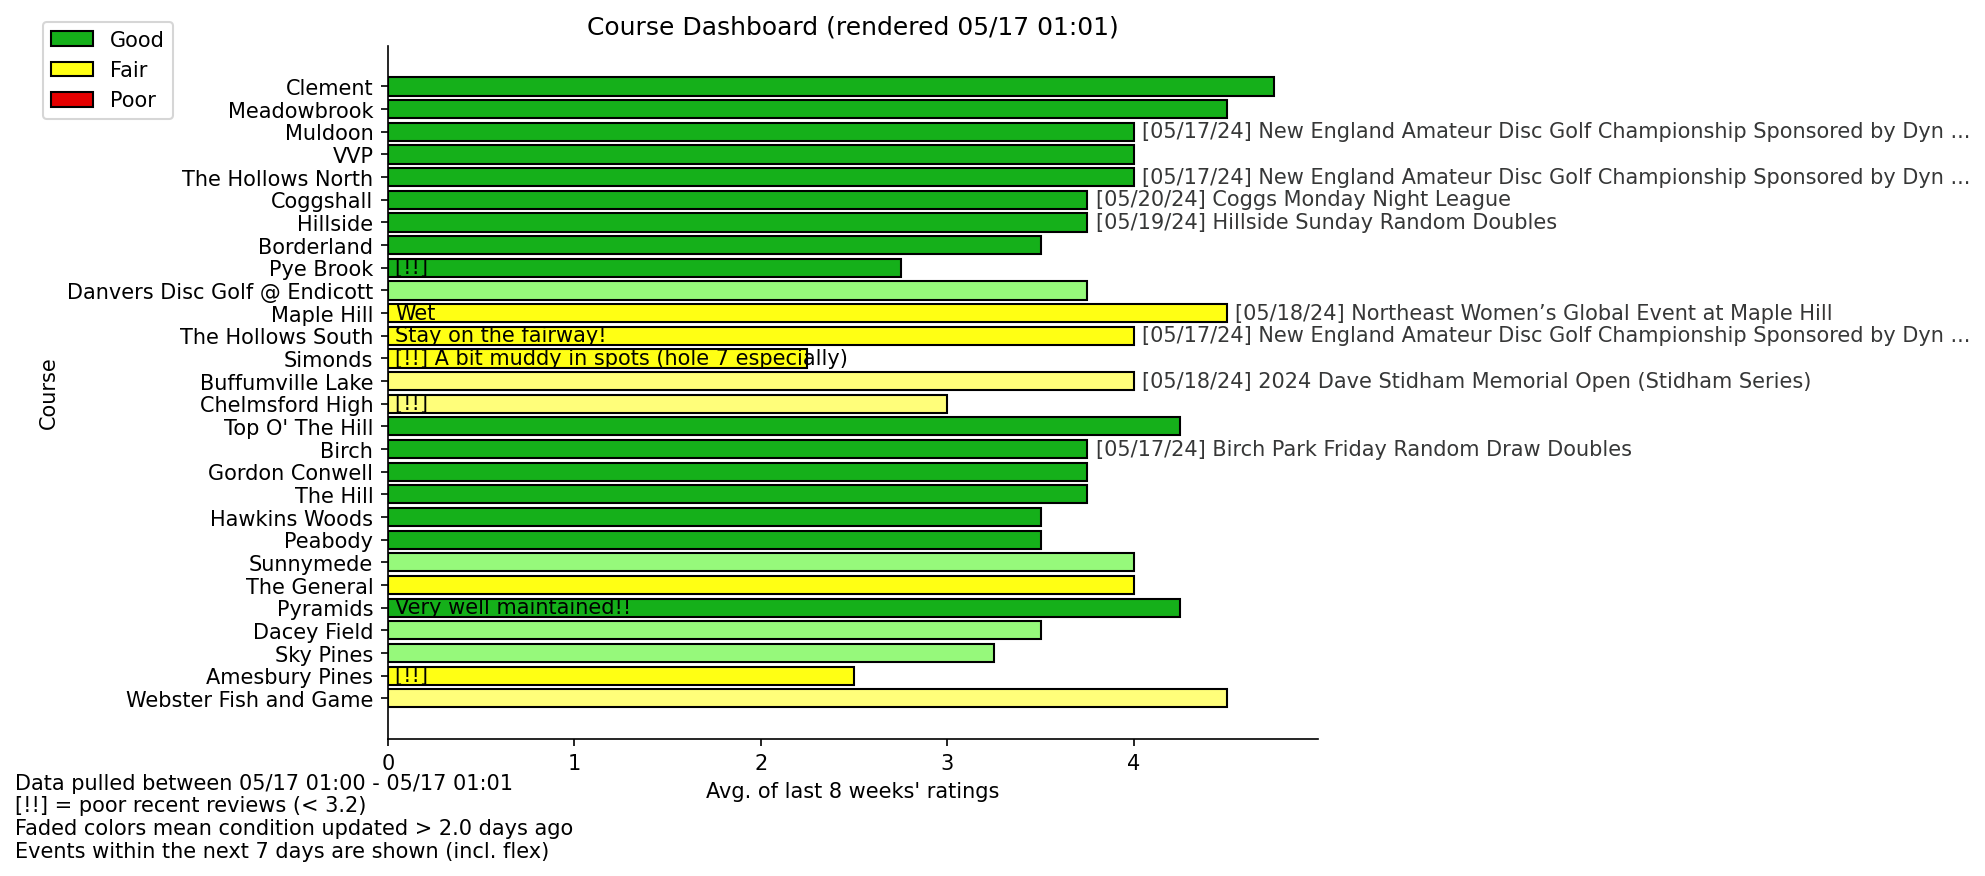 Course Dashboard (rendered 05/17 01:01)
Good
Fair
Poor
Course
Clement
Meadowbrook
Muldoon [05/17/24] New England Amateur Disc Golf Championship Sponsored by Dyn ...
VVP
The Hollows North [05/17/24] New England Amateur Disc Golf Championship Sponsored by Dyn ...
Coggshall [05/20/24] Coggs Monday Night League
Hillside [05/19/24] Hillside Sunday Random Doubles
Borderland
Pye Brook [!!]
Danvers Disc Golf @ Endicott
Maple Hill Wet [05/18/24] Northeast Women’s Global Event at Maple Hill
The Hollows South Stay on the fairway! [05/17/24] New England Amateur Disc Golf Championship Sponsored by Dyn ...
Simonds [!!] A bit muddy in spots (hole 7 especially)
Buffumville Lake [05/18/24] 2024 Dave Stidham Memorial Open (Stidham Series)
Chelmsford High [!!]
Top O' The Hill
Birch [05/17/24] Birch Park Friday Random Draw Doubles
Gordon Conwell
The Hill
Hawkins Woods
Peabody
Sunnymede
The General
Pyramids Very well maintained!!
Dacey Field
Sky Pines
Amesbury Pines [!!]
Webster Fish and Game
0 1 2 3 4
Avg. of last 8 weeks' ratings
Data pulled between 05/17 01:00 - 05/17 01:01
[!!] = poor recent reviews (< 3.2)
Faded colors mean condition updated > 2.0 days ago
Events within the next 7 days are shown (incl. flex)